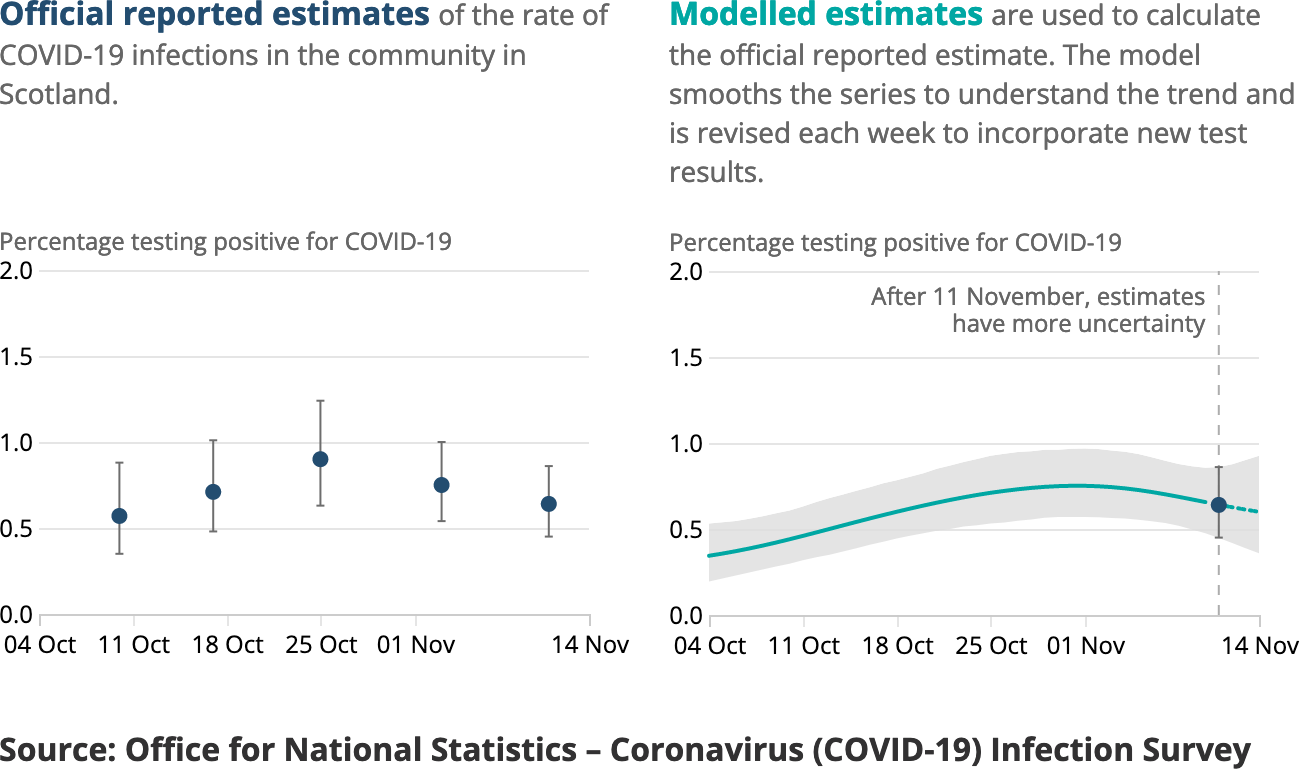 Official reported estimates of the rate of
COVID-19 infections in the community in
Scotland.
Percentage testing positive for COVID-19
2.0
1.5
1.0
0.5
0.0
04 Oct 11 Oct 18 Oct 25 Oct 01 Nov 14 Nov
Modelled estimates are used to calculate
the official reported estimate. The model
smooths the series to understand the trend and
is revised each week to incorporate new test
results.
Percentage testing positive for COVID-19
2.0
After 11 November, estimates
have more uncertainty
1.5
1.0
0.5
0.0
04 Oct 11 Oct 18 Oct 25 Oct 01 Nov 14 Nov
Source: Office for National Statistics – Coronavirus (COVID-19) Infection Survey